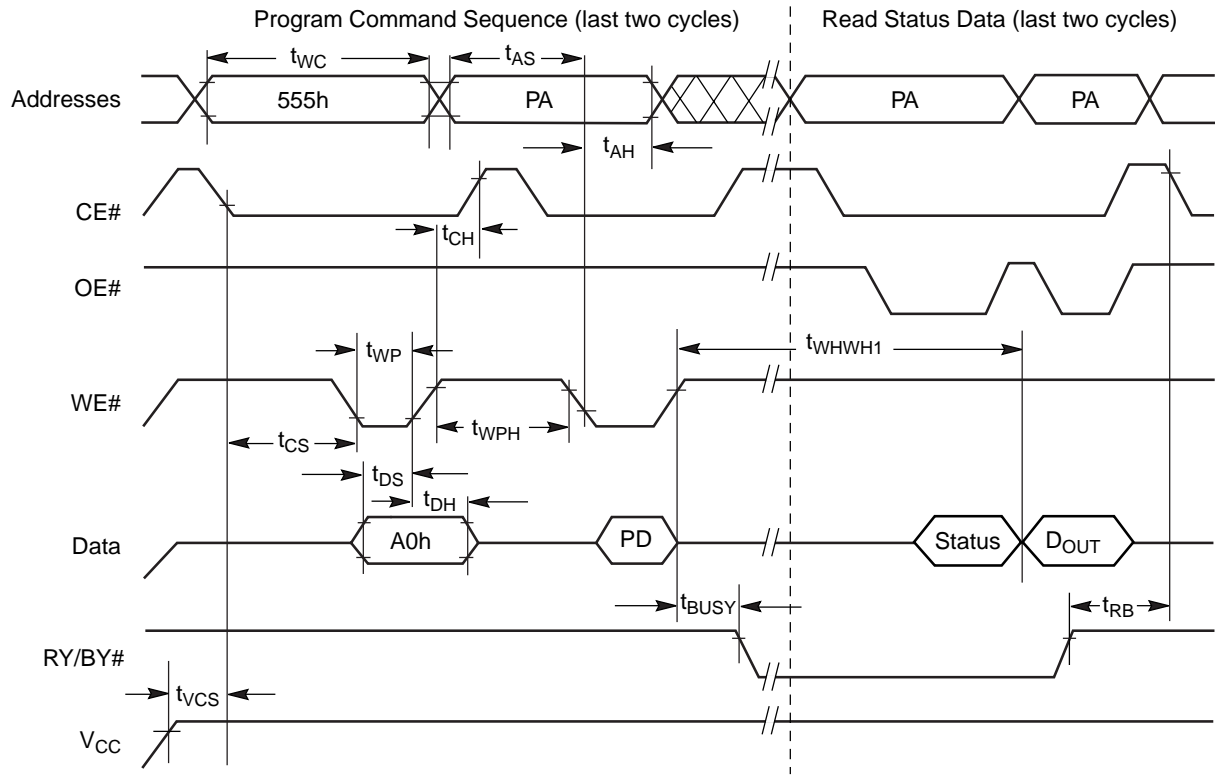 Program Command Sequence (last two cycles) Read Status Data (last two cycles)
tWC tAS
Addresses 555h PA PA PA
tAH
CE#
tCH
OE#
tWP tWHWH1
WE#
tCS tWPH
tDS
tDH
Data A0h PD Status DOUT
tBUSY tRB
RY/BY#
tVCS
VCC